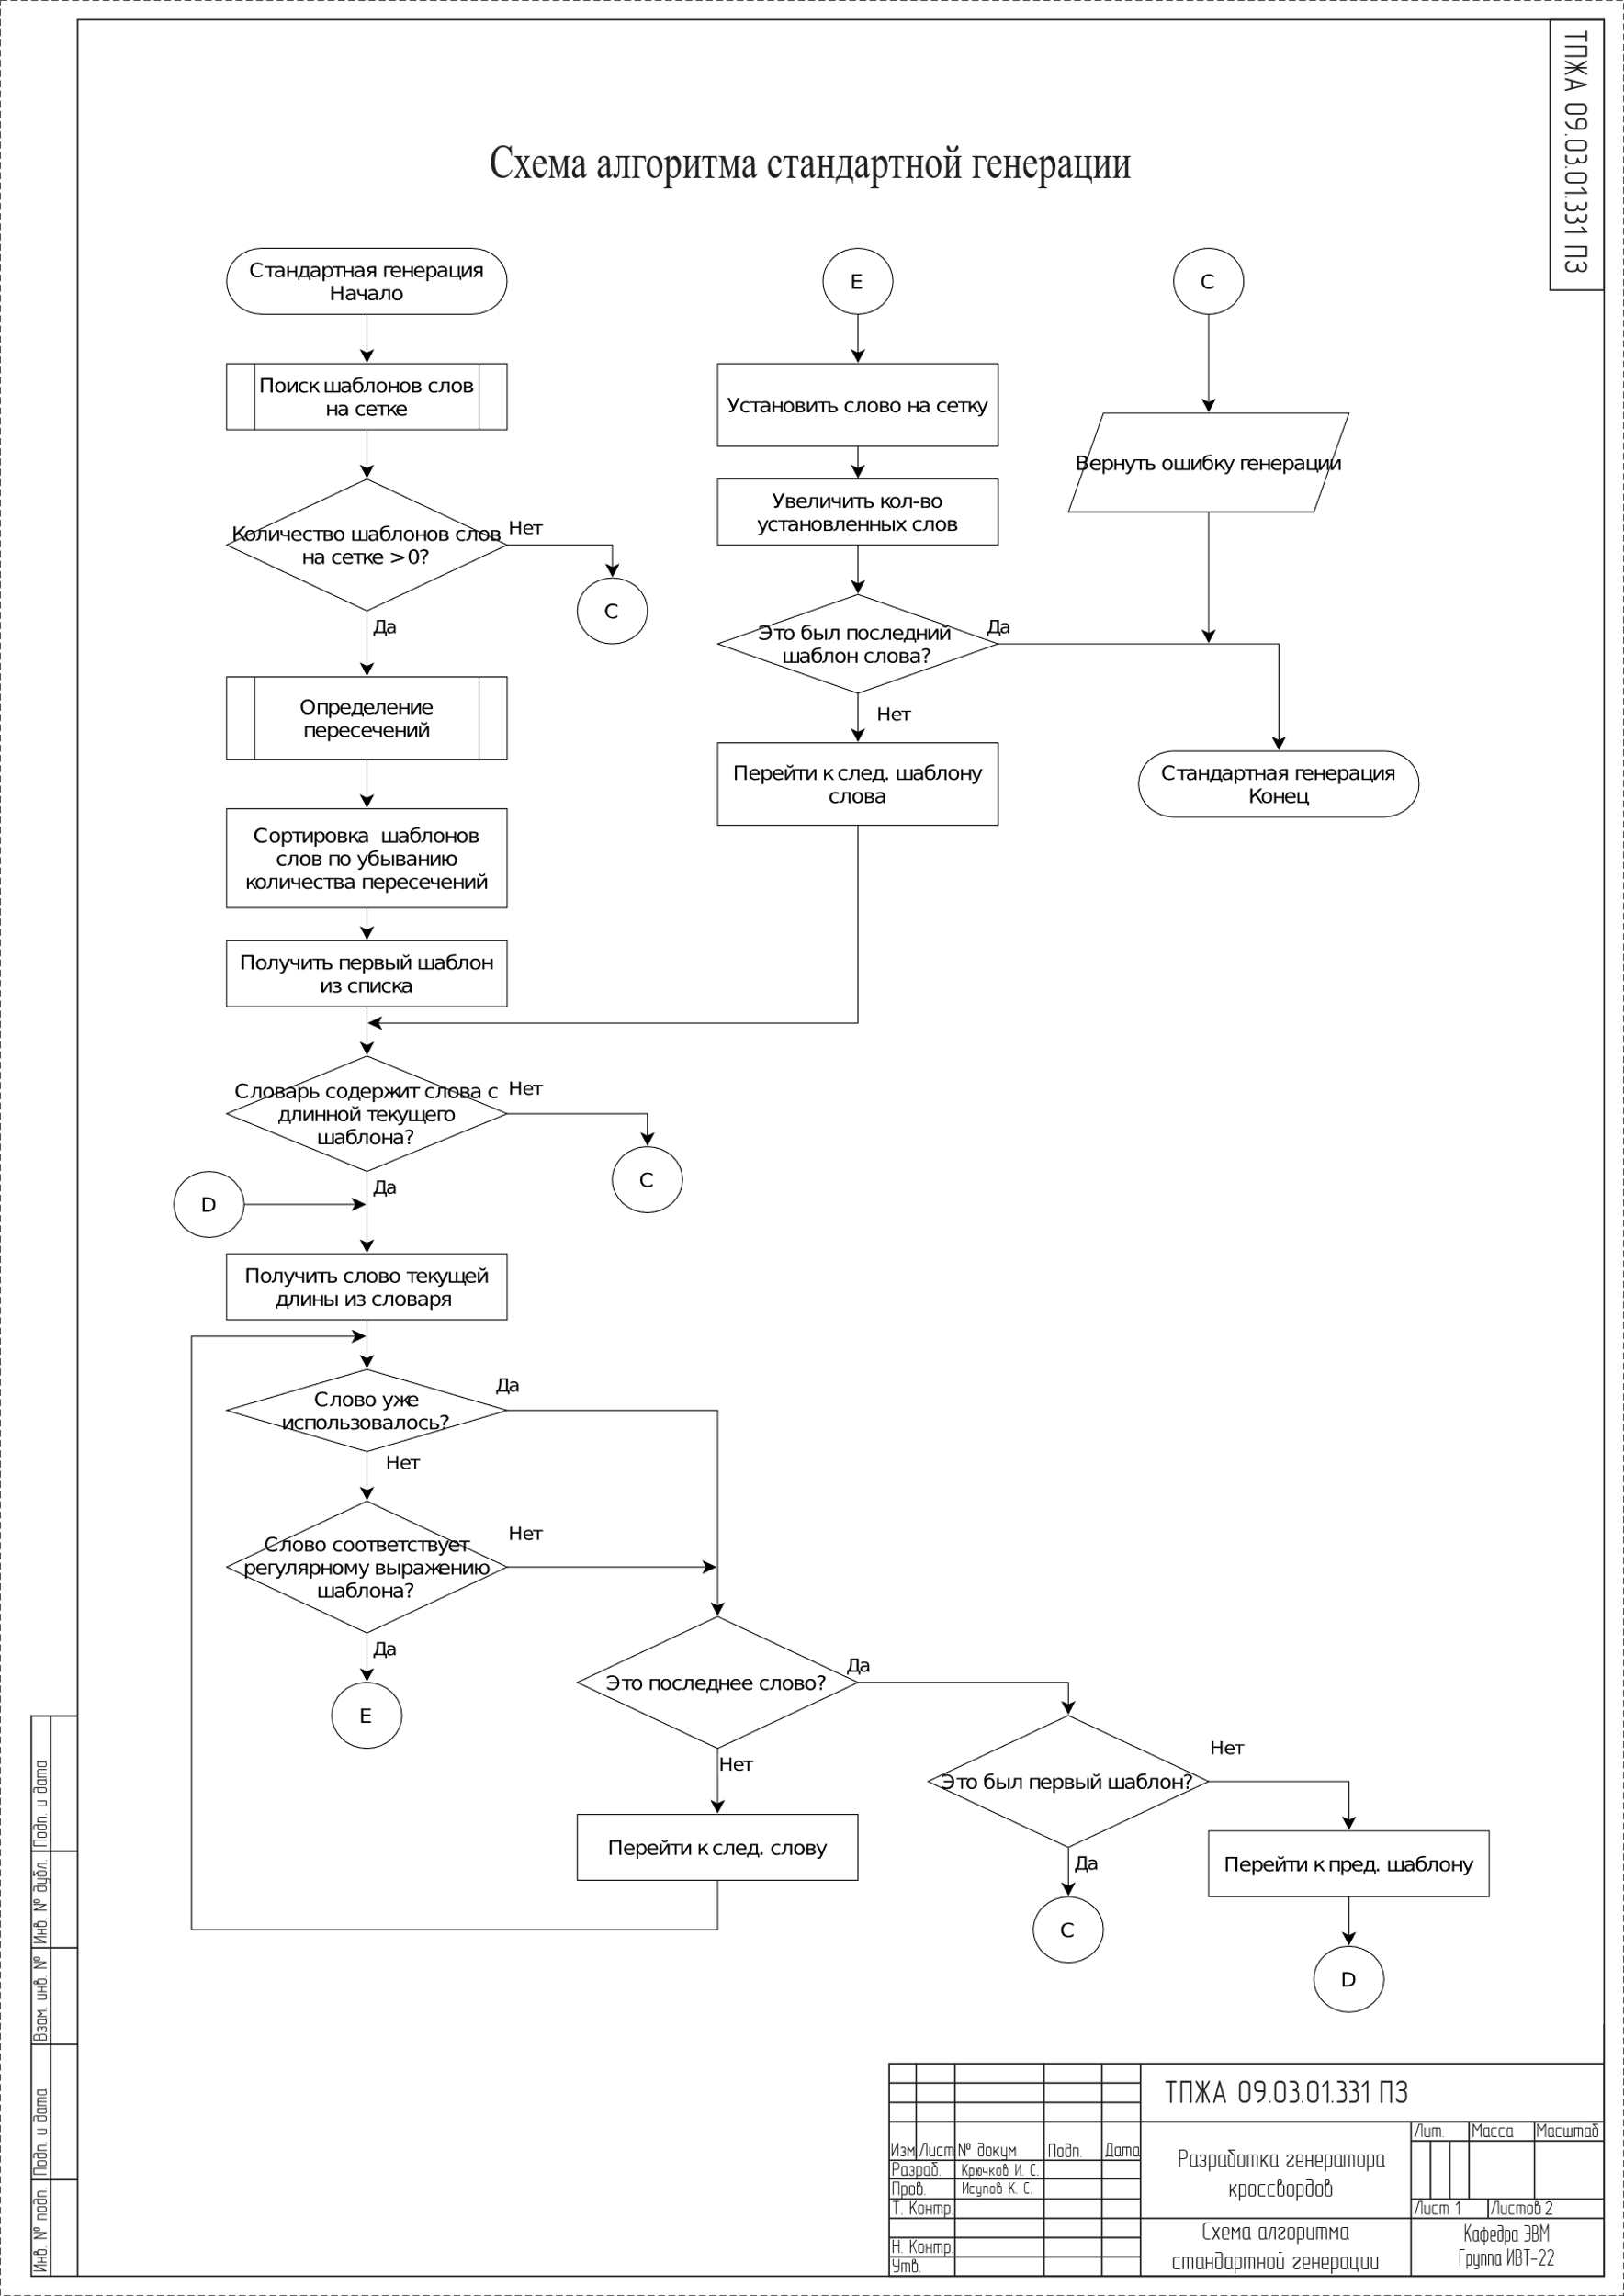 ТПЖА 09.03.01.331 ПЗ
Схема алгоритма стандартной генерации
Стандартная генерация
Начало
Поиск шаблонов слов
на сетке
Количество шаблонов слов
на сетке >0?
Нет
C
Да
Определение
пересечений
Сортировка шаблонов
слов по убыванию
количества пересечений
Получить первый шаблон
из списка
Словарь содержит слова с
длинной текущего
шаблона?
Нет
C
Да
D
Получить слово текущей
длины из словаря
Слово уже
использовалось?
Да
Нет
Слово соответствует
регулярному выражению
шаблона?
Нет
Да
E
Это последнее слово?
Да
Нет
Перейти к след. слову
Это был первый шаблон?
Нет
Да
C
Перейти к пред. шаблону
D
E
Установить слово на сетку
Увеличить кол-во
установленных слов
Это был последний
шаблон слова?
Да
Нет
Перейти к след. шаблону
слова
C
Вернуть ошибку генерации
Стандартная генерация
Конец
Подп. и дата
Инв. № дубл.
Взам. инв. №
Подп. и дата
Инв. № подл.
ТПЖА 09.03.01.331 ПЗ
Изм Лист № докум Подп. Дата
Разраб. Крючков И. С.
Пров. Исупов К. С.
Т. Контр.
Н. Контр.
Утв.
Разработка генератора
кроссвордов
Лит. Масса Масштаб
Лист 1 Листов 2
Схема алгоритма
стандартной генерации
Кафедра ЭВМ
Группа ИВТ-22